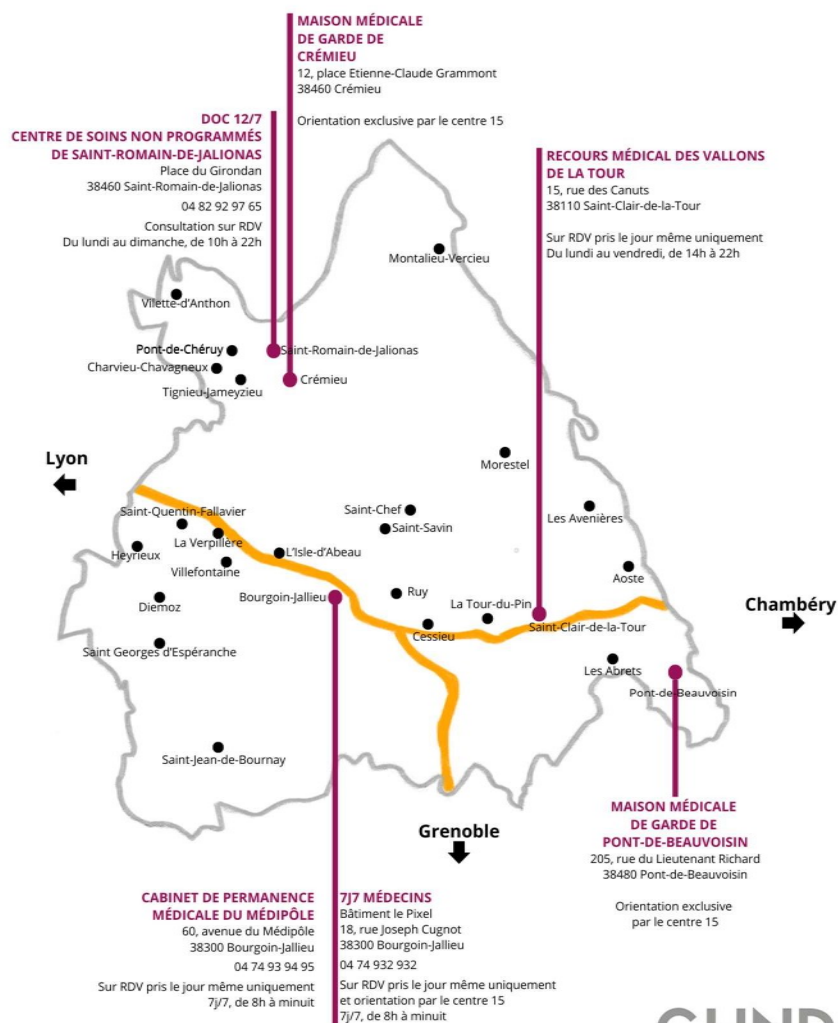 MAISON MÉDICALE
DE GARDE DE
CRÉMIEU
12, place Etienne-Claude Grammont
38460 Crémieu
Orientation exclusive par le centre 15
DOC 12/7
CENTRE DE SOINS NON PROGRAMMÉS
DE SAINT-ROMAIN-DE-JALIONAS
Place du Girondan
38460 Saint-Romain-de-Jalionas
04 82 92 97 65
Consultation sur RDV
Du lundi au dimanche, de 10h à 22h
RECOURS MÉDICAL DES VALLONS
DE LA TOUR
15, rue des Canuts
38110 Saint-Clair-de-la-Tour
Sur RDV pris le jour même uniquement
Du lundi au vendredi, de 14h à 22h
Montalieu-Vercieu
Vilette-d'Anthon
Pont-de-Chéruy
Saint-Romain-de-Jalionas
Charvieu-Chavagneux
Crémieu
Tignieu-Jameyzieu
Lyon
Morestel
Saint-Quentin-Fallavier
Saint-Chef
Les Avenières
Saint-Savin
La Verpillère
Heyrieux
L'Isle-d'Abeau
Villefontaine
Aoste
Bourgoin-Jallieu
Ruy
La Tour-du-Pin
Chambéry
Diemoz
Cessieu
Saint-Clair-de-la-Tour
Saint Georges d'Espéranche
Les Abrets
Pont-de-Beauvoisin
Saint-Jean-de-Bournay
Grenoble
MAISON MÉDICALE
DE GARDE DE
PONT-DE-BEAUVOISIN
205, rue du Lieutenant Richard
38480 Pont-de-Beauvoisin
Orientation exclusive
par le centre 15
CABINET DE PERMANENCE
MÉDICALE DU MÉDIPÔLE
60, avenue du Médipôle
38300 Bourgoin-Jallieu
04 74 93 94 95
Sur RDV pris le jour même uniquement
7j/7, de 8h à minuit
7J7 MÉDECINS
Bâtiment le Pixel
18, rue Joseph Cugnot
38300 Bourgoin-Jallieu
04 74 932 932
Sur RDV pris le jour même uniquement
et orientation par le centre 15
7j/7, de 8h à minuit